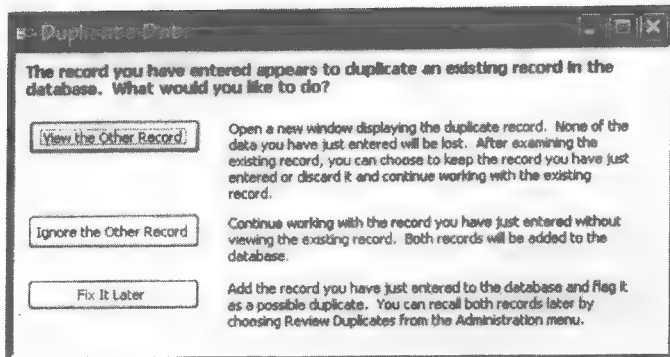 Duplicate Data
The record you have entered appears to duplicate an existing record in the
database. What would you like to do?
View the Other Record
Open a new window displaying the duplicate record. None of the
data you have just entered will be lost. After examining the
existing record, you can choose to keep the record you have just
entered or discard it and continue working with the existing
record.
Ignore the Other Record
Continue working with the record you have just entered without
viewing the existing record. Both records will be added to the
database.
Fix It Later
Add the record you have just entered to the database and flag it
as a possible duplicate. You can recall both records later by
choosing Review Duplicates from the Administration menu.